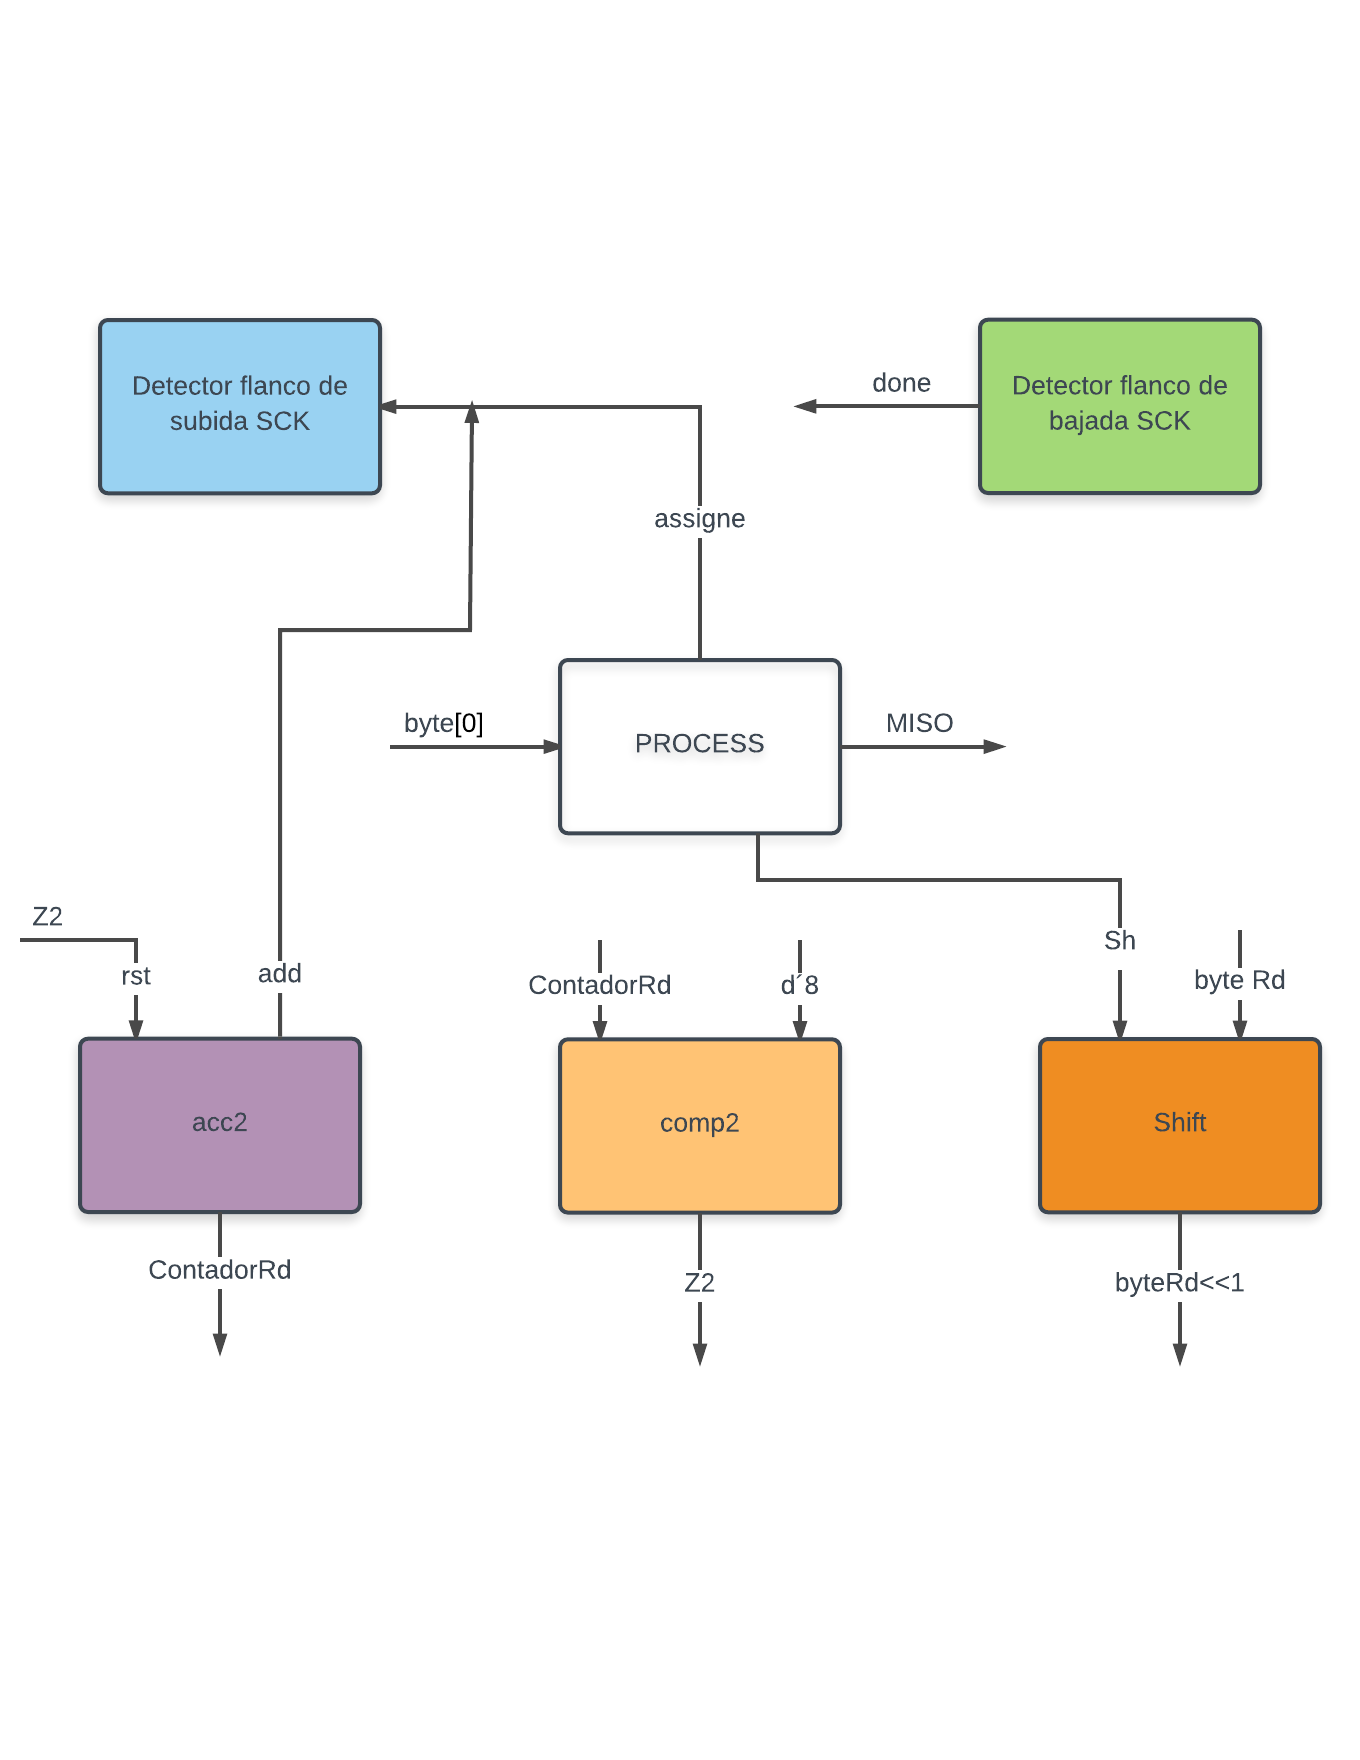 Detector flanco de
subida SCK
done
Detector flanco de
bajada SCK
assigne
byte[0]
PROCESS
MISO
Z2
rst
add
ContadorRd
d´8
Sh
byte Rd
acc2
comp2
Shift
ContadorRd
Z2
byteRd<<1